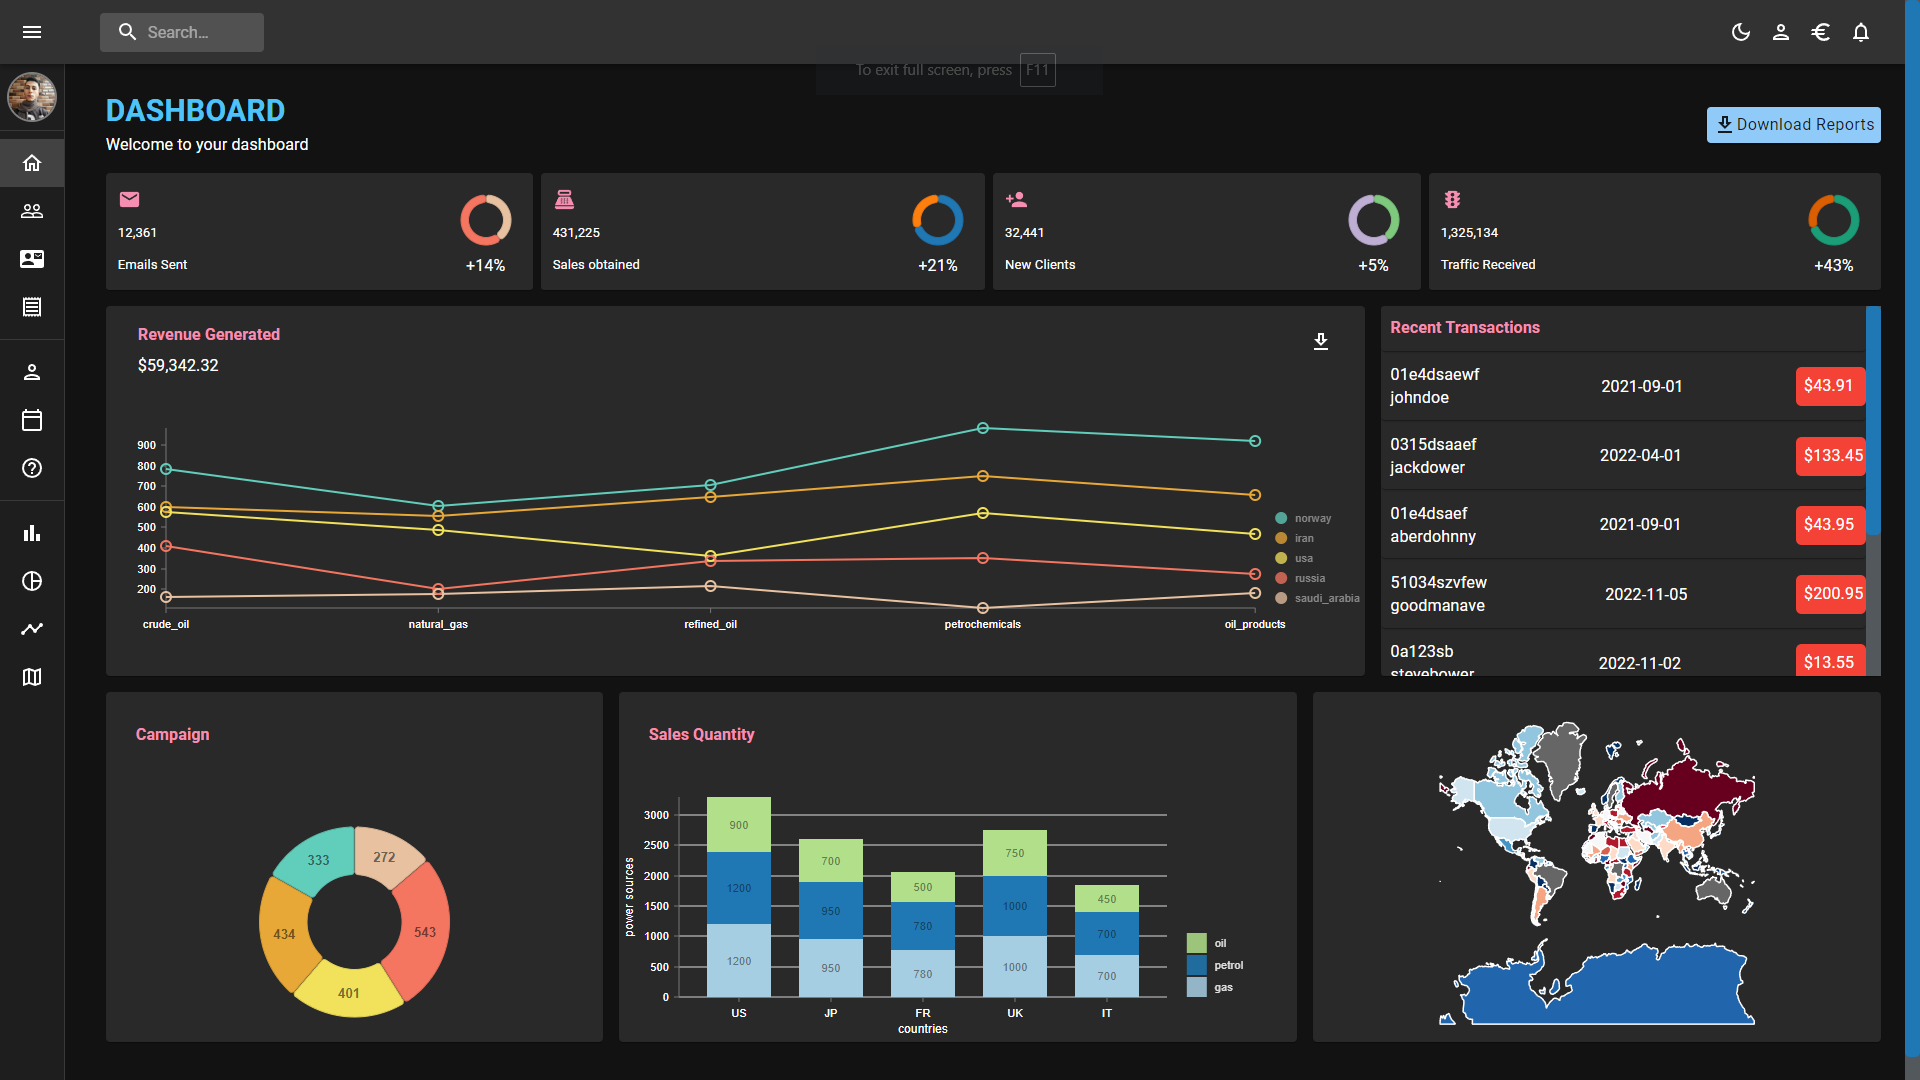 Search...
To exit full screen, press F11
DASHBOARD
Welcome to your dashboard
Download Reports
12,361
Emails Sent
+14%
431,225
Sales obtained
+21%
32,441
New Clients
+5%
1,325,134
Traffic Received
+43%
Revenue Generated
$59,342.32
900
800
700
600
500
400
300
200
crude_oil
natural_gas
refined_oil
petrochemicals
oil_products
norway
iran
usa
russia
saudi_arabia
Recent Transactions
01e4dsaewf
johndoe
2021-09-01
$43.91
0315dsaaef
jackdower
2022-04-01
$133.45
01e4dsaef
aberdohnny
2021-09-01
$43.95
51034szvfew
goodmanave
2022-11-05
$200.95
0a123sb
stevebower
2022-11-02
$13.55
Campaign
333
272
434
543
401
Sales Quantity
power sources
3000
2500
2000
1500
1000
500
0
900
1200
1200
700
950
950
500
780
780
750
1000
1000
450
700
700
US
JP
FR
UK
IT
countries
oil
petrol
gas